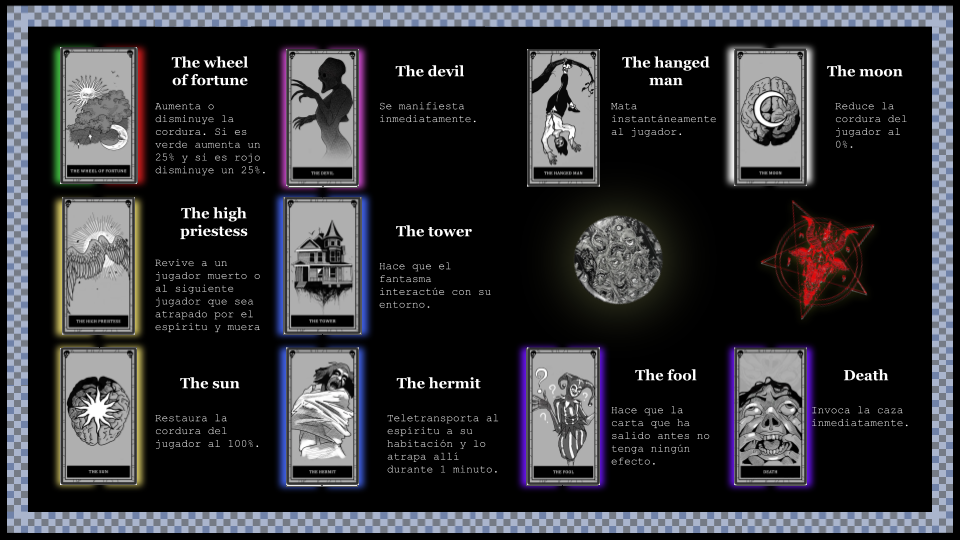 The wheel
of fortune
Aumenta o
disminuye la
cordura. Si es
verde aumenta un
25% y si es rojo
disminuye un 25%.
THE WHEEL OF FORTUNE
The devil
Se manifiesta
inmediatamente.
THE DEVIL
The hanged
man
Mata
instantáneamente
al jugador.
THE HANGED MAN
The moon
Reduce la
cordura del
jugador al
0%.
THE MOON
The high
priestess
Revive a un
jugador muerto o
al siguiente
jugador que sea
atrapado por el
espíritu y muera
THE HIGH PRIESTESS
The tower
Hace que el
fantasma
interactúe con su
entorno.
THE TOWER
The sun
Restaura la
cordura del
jugador al 100%.
THE SUN
The hermit
Teletransporta al
espíritu a su
habitación y lo
atrapa allí
durante 1 minuto.
THE HERMIT
The fool
Hace que la
carta que ha
salido antes no
tenga ningún
efecto.
THE FOOL
Death
Invoca la caza
inmediatamente.
DEATH